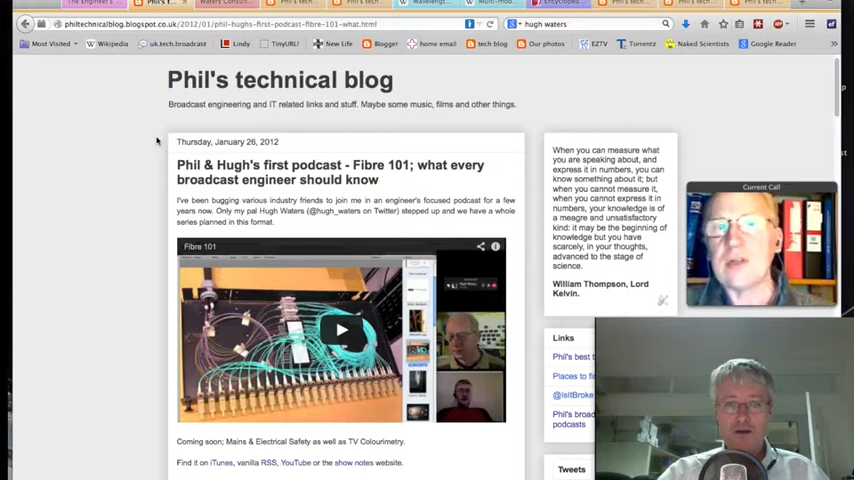 Phil's t
Waters Cons
Wavelengt
Multi-mod
Encyclop
philtechnicalblog.blogspot.co.uk/2012/01/phil-hughs-first-podcast-fibre-101-what.html
hugh waters
Most Visited
Wikipedia
uk.tech.broadcast
Lindy
TinyURL!
New Life
Blogger
home email
tech blog
Our photos
EZTV
Torrentz
Naked Scientists
Google Reader
Phil's technical blog
Broadcast engineering and IT related links and stuff. Maybe some music, films and other things.
Thursday, January 26, 2012
Phil & Hugh's first podcast - Fibre 101; what every
broadcast engineer should know
I've been bugging various industry friends to join me in an engineer's focused podcast for a few
years now. Only my pal Hugh Waters (@hugh_waters on Twitter) stepped up and we have a whole
series planned in this format.
Fibre 101
Coming soon; Mains & Electrical Safety as well as TV Colourimetry.
Find it on iTunes, vanilla RSS, YouTube or the show notes website.
When you can measure what
you are speaking about, and
express it in numbers, you can
know something about it; but
when you cannot measure it,
when you cannot express it in
numbers, your knowledge is of
a meagre and unsatisfactory
kind: it may be the beginning of
knowledge but you have
scarcely, in your thoughts,
advanced to the stage of
science.
William Thompson, Lord
Kelvin.
Links
Phil's best
Places to
@IsItBroke
Phil's broad
podcasts
Tweets
Current Call